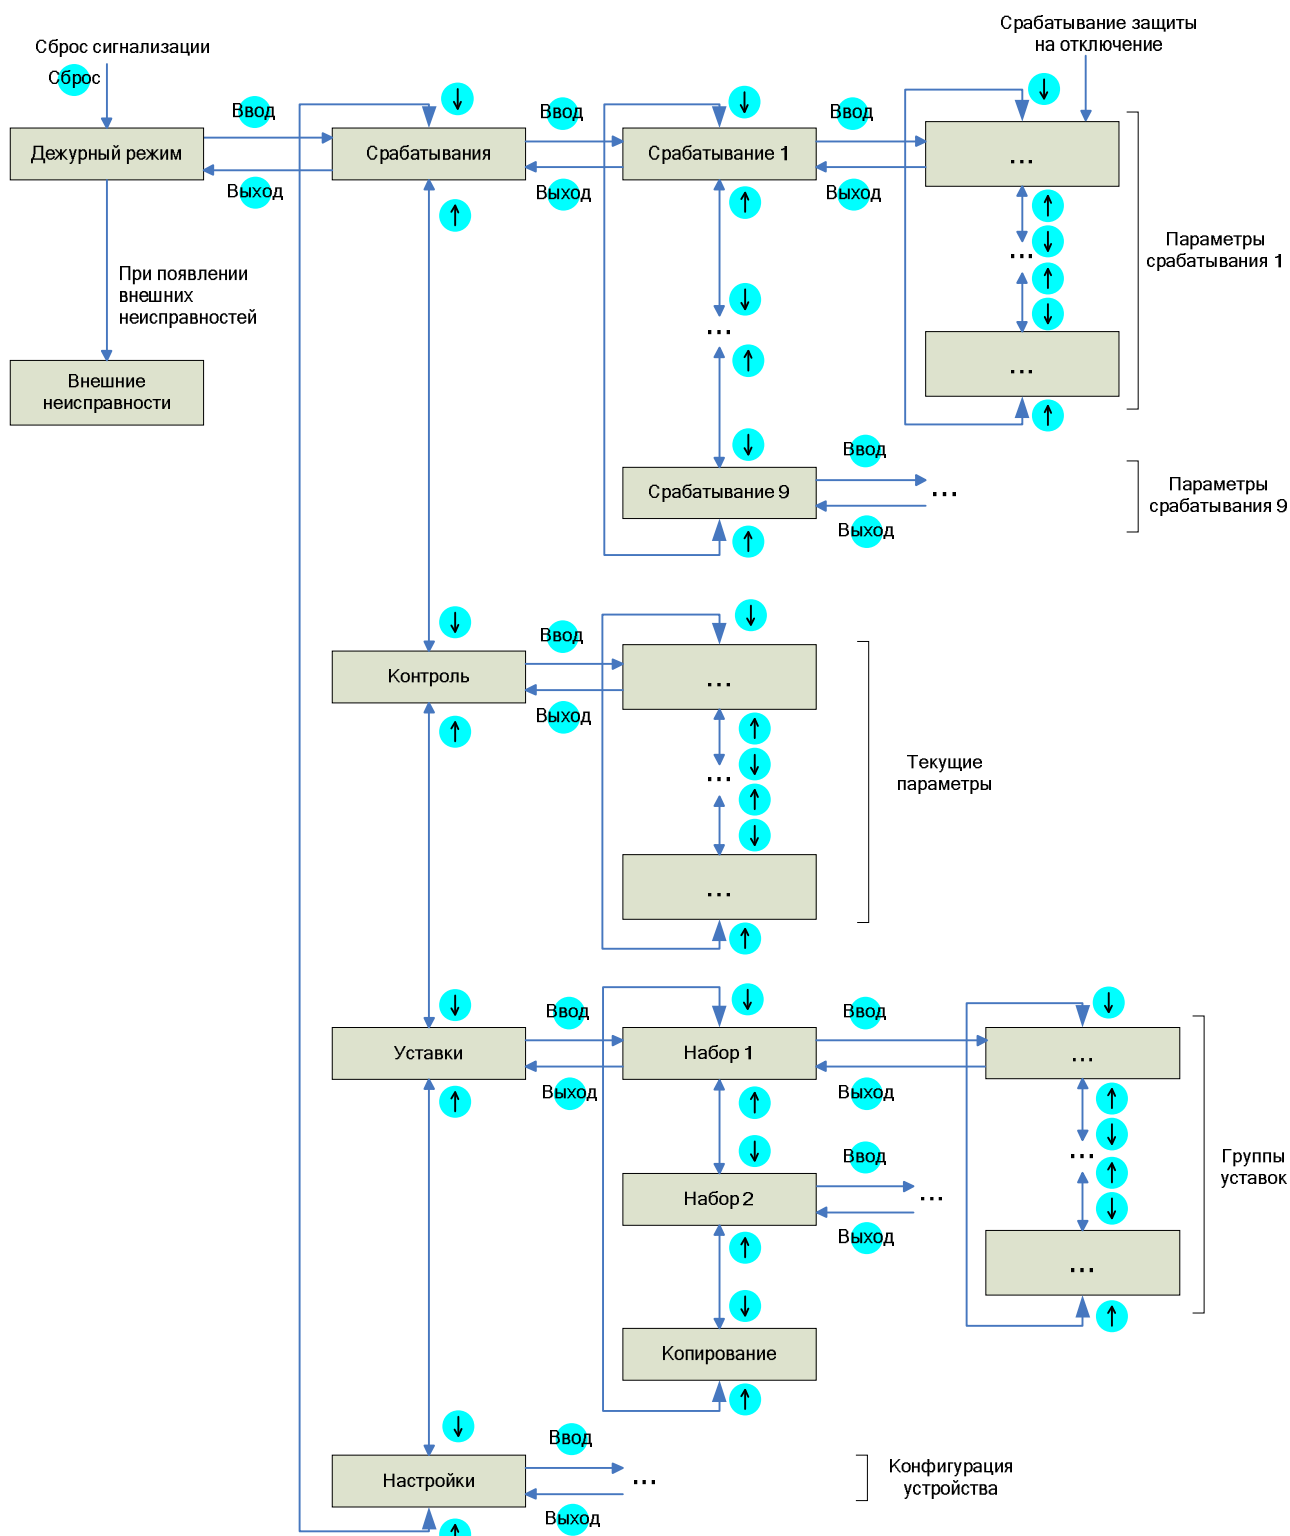 Сброс сигнализации
Сброс
Срабатывание защиты
на отключение
↓
Ввод
Ввод
↓
Ввод
↓
Дежурный режим
Срабатывания
Срабатывание 1
...
Выход
Выход
Выход
↑
↑
↑
↓
...
↑
↓
Параметры
срабатывания 1
При появлении
внешних
неисправностей
↓
...
↑
...
↑
Внешние
неисправности
↓
Ввод
Срабатывание 9
...
Выход
↑
Параметры
срабатывания 9
↓
Ввод
↓
Контроль
...
Выход
↑
↑
↓
...
↑
↓
Текущие
параметры
...
↑
↓
Ввод
↓
Ввод
↓
Уставки
Набор 1
...
Выход
Выход
↑
↑
↑
↓
...
↑
↓
Группы
уставок
↓
Ввод
Набор 2
...
Выход
↑
...
↑
↓
Копирование
↑
↓
Ввод
Настройки
...
Выход
↑
Конфигурация
устройства